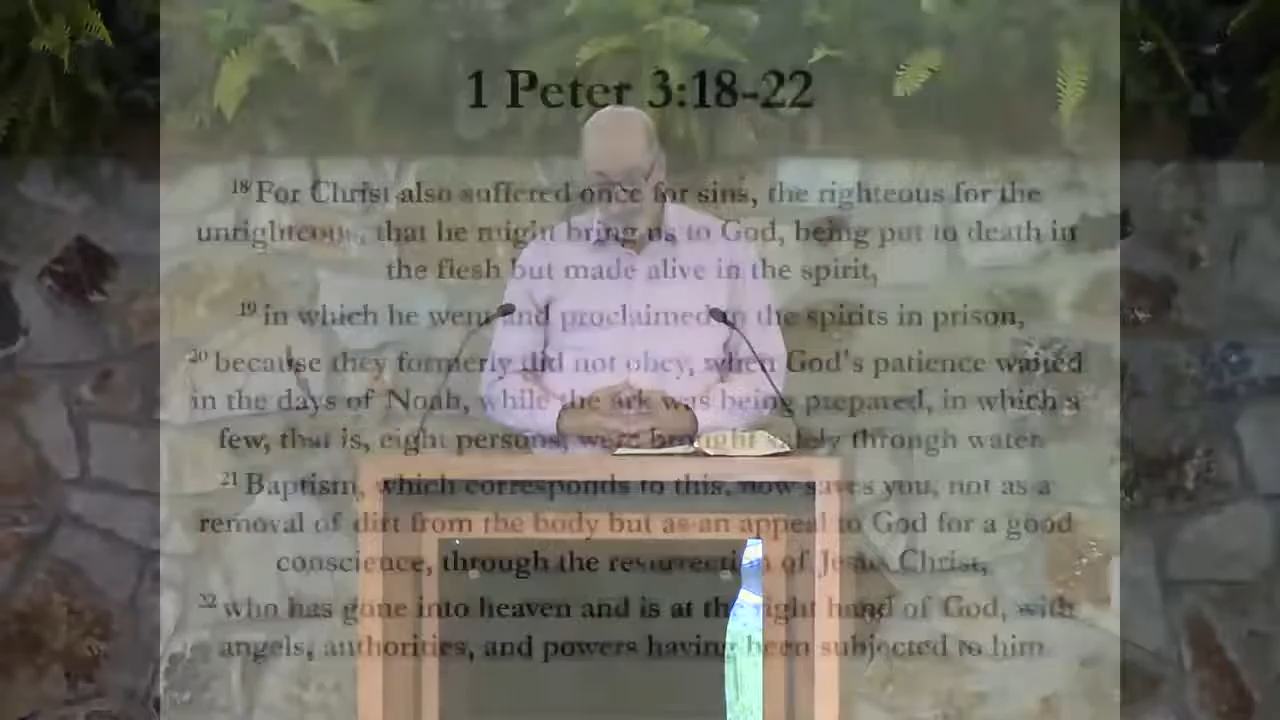 1 Peter 3:18-22
18 For Christ also suffered once for sins, the righteous for the
unrighteous, that he might bring us to God, being put to death in
the flesh but made alive in the spirit,
19 in which he went and proclaimed to the spirits in prison,
20 because they formerly did not obey, when God's patience waited
in the days of Noah, while the ark was being prepared, in which a
few, that is, eight persons, were brought safely through water.
21 Baptism, which corresponds to this, now saves you, not as a
removal of dirt from the body but as an appeal to God for a good
conscience, through the resurrection of Jesus Christ,
22 who has gone into heaven and is at the right hand of God, with
angels, authorities, and powers having been subjected to him.